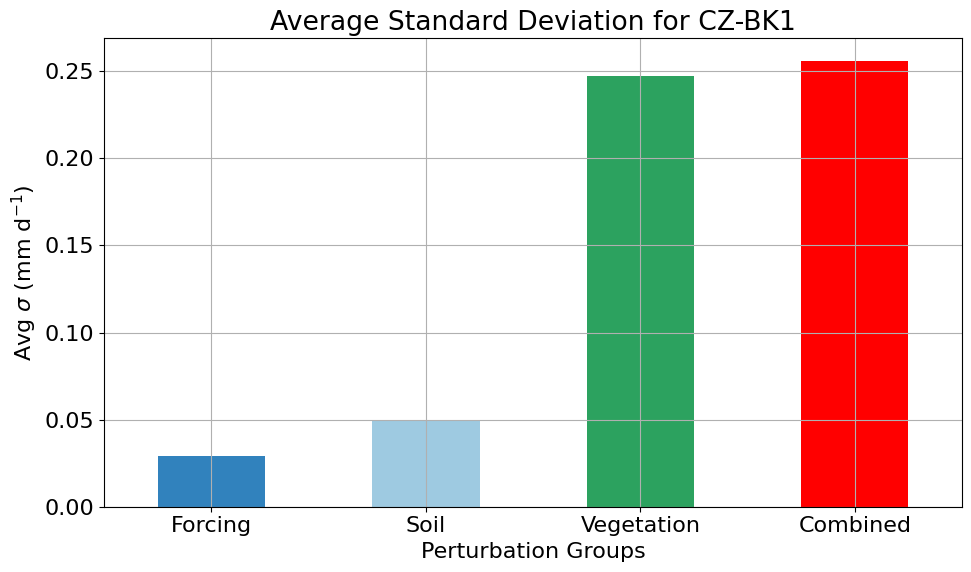 Average Standard Deviation for CZ-BK1
Avg σ (mm d⁻¹)
0.25
0.20
0.15
0.10
0.05
0.00
Forcing Soil Vegetation Combined
Perturbation Groups